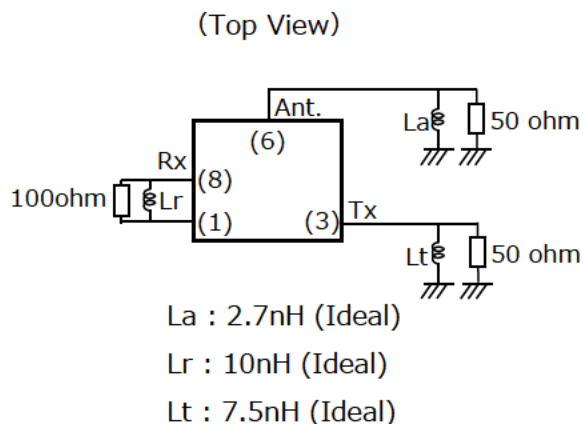 (Top View)
Ant.
La
50 ohm
(6)
Rx
(8)
100ohm
Lr
(1)
(3)
Tx
Lt
50 ohm
La : 2.7nH (Ideal)
Lr : 10nH (Ideal)
Lt : 7.5nH (Ideal)